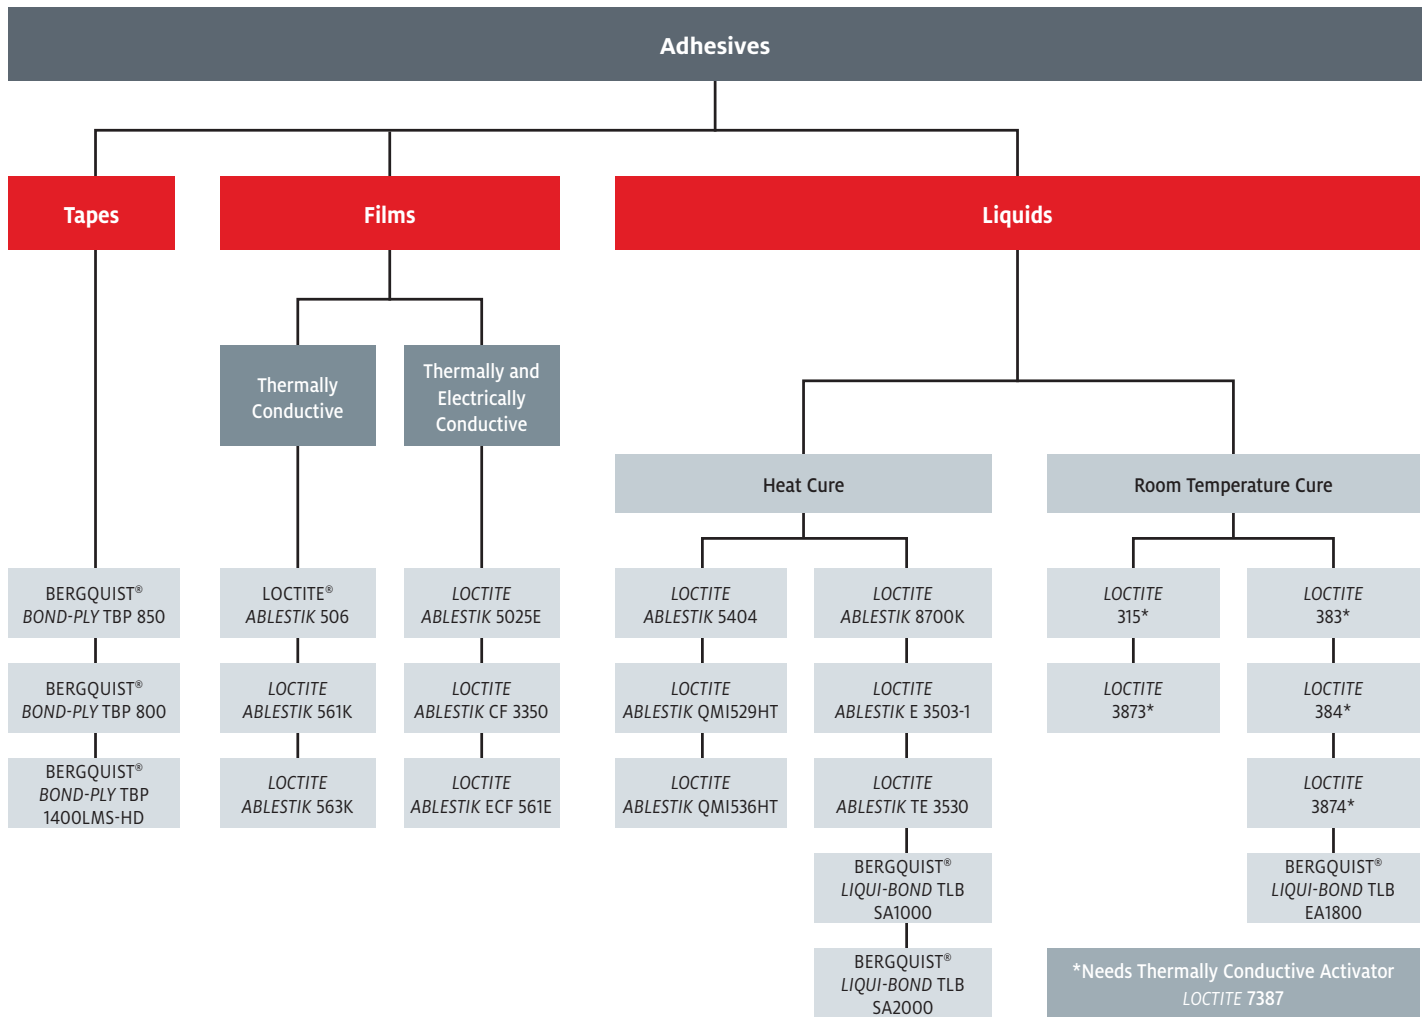 Adhesives
Tapes
Films
Liquids
Thermally
Conductive
Thermally and
Electrically
Conductive
Heat Cure
Room Temperature Cure
BERGQUIST®
BOND-PLY TBP 850
BERGQUIST®
BOND-PLY TBP 800
BERGQUIST®
BOND-PLY TBP
1400LMS-HD
LOCTITE®
ABLESTIK 506
LOCTITE
ABLESTIK 561K
LOCTITE
ABLESTIK 563K
LOCTITE
ABLESTIK 5025E
LOCTITE
ABLESTIK CF 3350
LOCTITE
ABLESTIK ECF 561E
LOCTITE
ABLESTIK 5404
LOCTITE
ABLESTIK QMI529HT
LOCTITE
ABLESTIK QMI536HT
LOCTITE
ABLESTIK 8700K
LOCTITE
ABLESTIK E 3503-1
LOCTITE
ABLESTIK TE 3530
BERGQUIST®
LIQUI-BOND TLB
SA1000
BERGQUIST®
LIQUI-BOND TLB
SA2000
LOCTITE
315*
LOCTITE
3873*
LOCTITE
383*
LOCTITE
384*
LOCTITE
3874*
BERGQUIST®
LIQUI-BOND TLB
EA1800
*Needs Thermally Conductive Activator
LOCTITE 7387